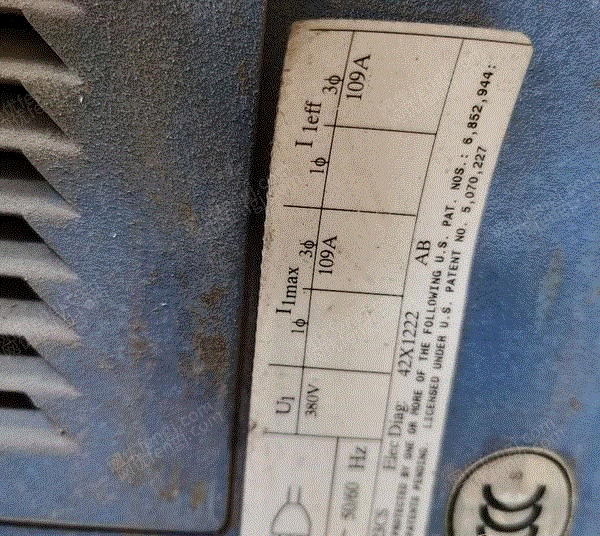 U1 I1max I1eff
1ϕ 3ϕ 1ϕ 3ϕ
380V 109A 109A
50/60 Hz
Elec Diag: 42X1222 AB
PROTECTED BY ONE OR MORE OF THE FOLLOWING U.S. PAT. NOS.: 6,852,944:
PATENTS PENDING LICENSED UNDER U.S. PATENT NO. 5,070,227
CCC
S